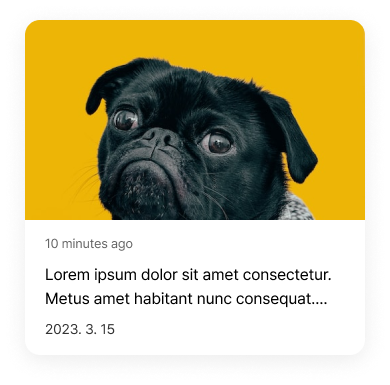 10 minutes ago
Lorem ipsum dolor sit amet consectetur.
Metus amet habitant nunc consequat....
2023. 3. 15